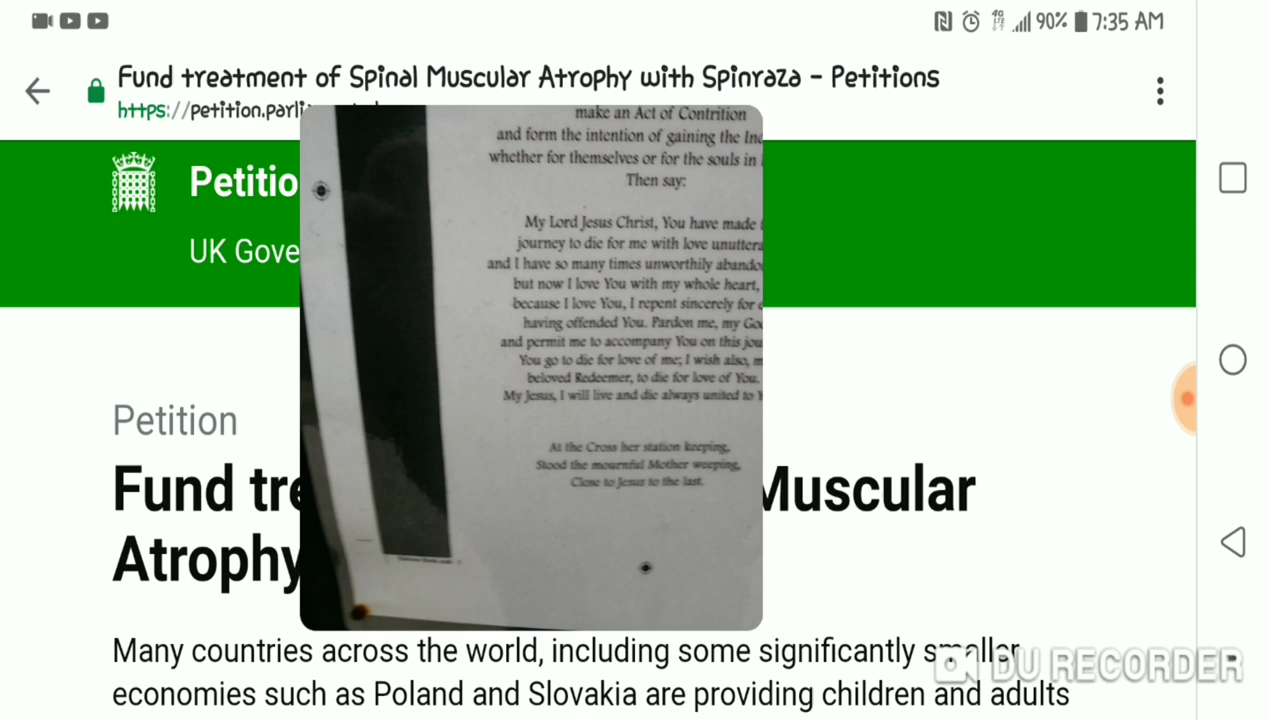 90% 7:35 AM
Fund treatment of Spinal Muscular Atrophy with Spinraza – Petitions
https://petition.parli
Petitio
UK Gove
Petition
Fund tre Muscular
Atrophy
Many countries across the world, including some significantly smaller
economies such as Poland and Slovakia are providing children and adults
make an Act of Contrition
and form the intention of gaining the Ind
whether for themselves or for the souls in
Then say:
My Lord Jesus Christ, You have made
journey to die for me with love unuttera
and I have so many times unworthily abando
but now I love You with my whole heart,
because I love You, I repent sincerely for
having offended You. Pardon me, my Go
and permit me to accompany You on this jou
You go to die for love of me; I wish also, m
beloved Redeemer, to die for love of You.
My Jesus, I will live and die always united to Y
At the Cross her station keeping,
Stood the mournful Mother weeping,
Close to Jesus to the last.
DU RECORDER